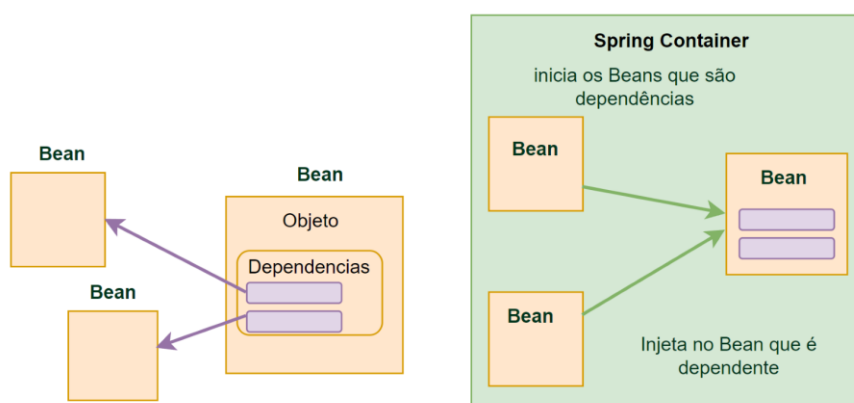 Bean
Bean
Objeto
Dependencias
Bean
Spring Container
inicia os Beans que são
dependências
Bean
Bean
Bean
Injeta no Bean que é
dependente